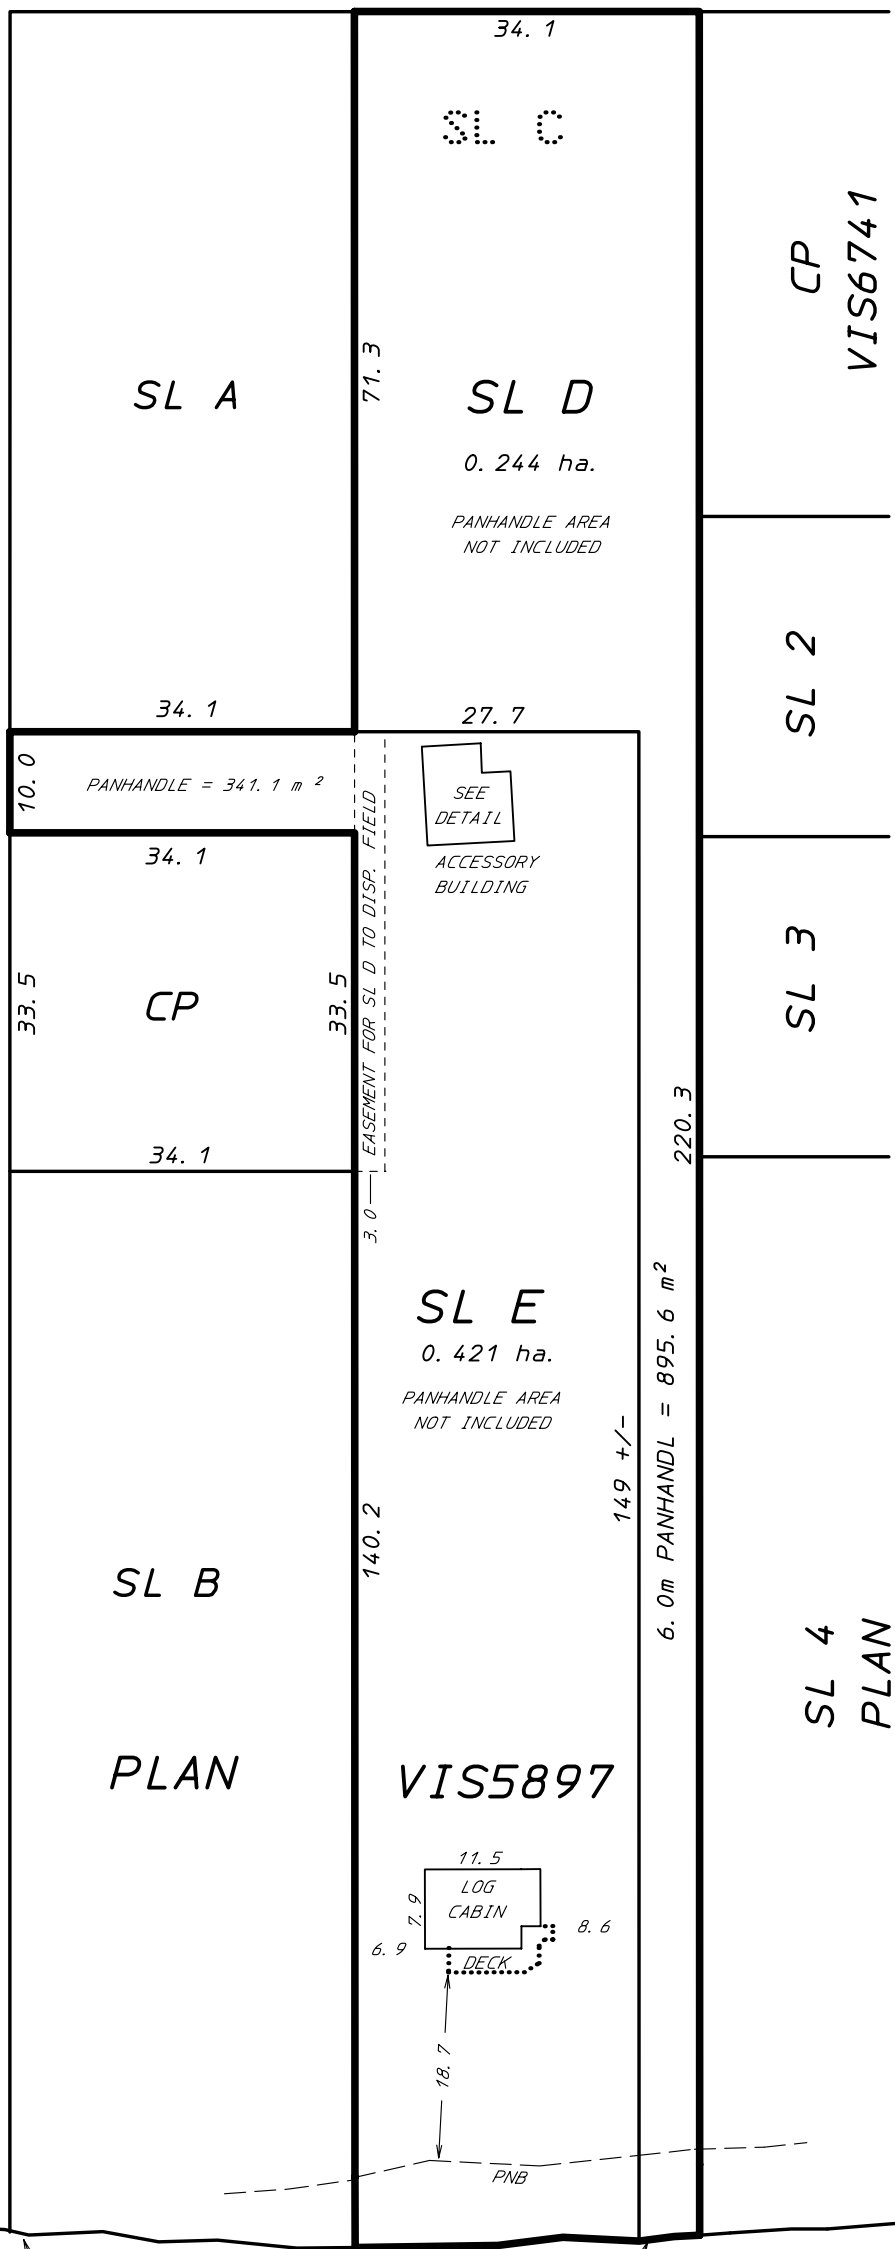 34. 1
SL C
CP
VIS6741
71. 3
SL A
SL D
0. 244 ha.
PANHANDLE AREA
NOT INCLUDED
SL 2
34. 1
27. 7
10. 0
PANHANDLE = 341. 1 m ²
SEE
DETAIL
34. 1
ACCESSORY
BUILDING
EASEMENT FOR SL D TO DISP. FIELD
33. 5
CP
33. 5
SL 3
34. 1
220. 3
3. 0
SL E
0. 421 ha.
PANHANDLE AREA
NOT INCLUDED
149 +/-
6. 0m PANHANDL = 895. 6 m²
140. 2
SL B
SL 4
PLAN
PLAN
VIS5897
11. 5
LOG
CABIN
7. 9
8. 6
6. 9
DECK
18. 7
PNB